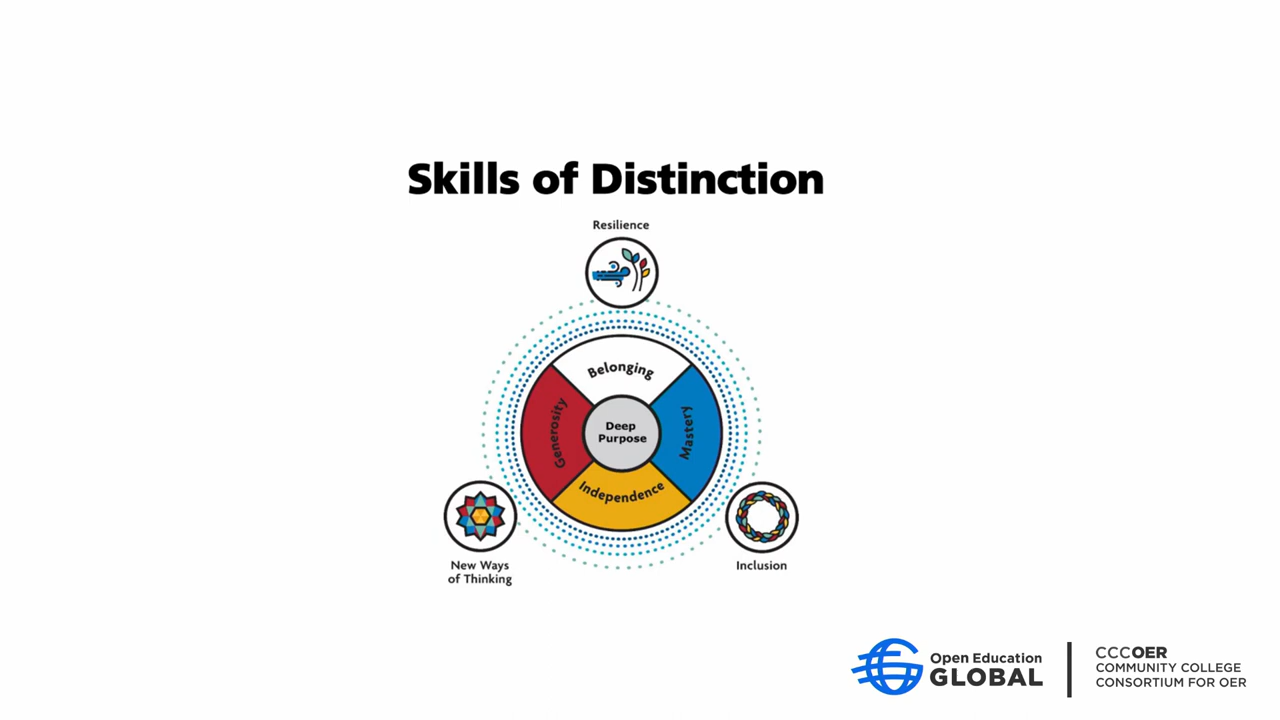 Skills of Distinction
Resilience
Belonging
Generosity
Deep
Purpose
Mastery
Independence
New Ways
of Thinking
Inclusion
Open Education
GLOBAL
CCCOER
COMMUNITY COLLEGE
CONSORTIUM FOR OER